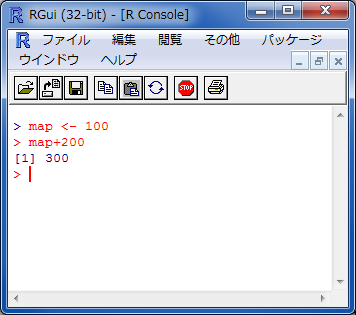 RGui (32-bit) - [R Console]
R ファイル 編集 閲覧 その他 パッケージ
ウインドウ ヘルプ
STOP
> map <- 100
> map+200
[1] 300
>